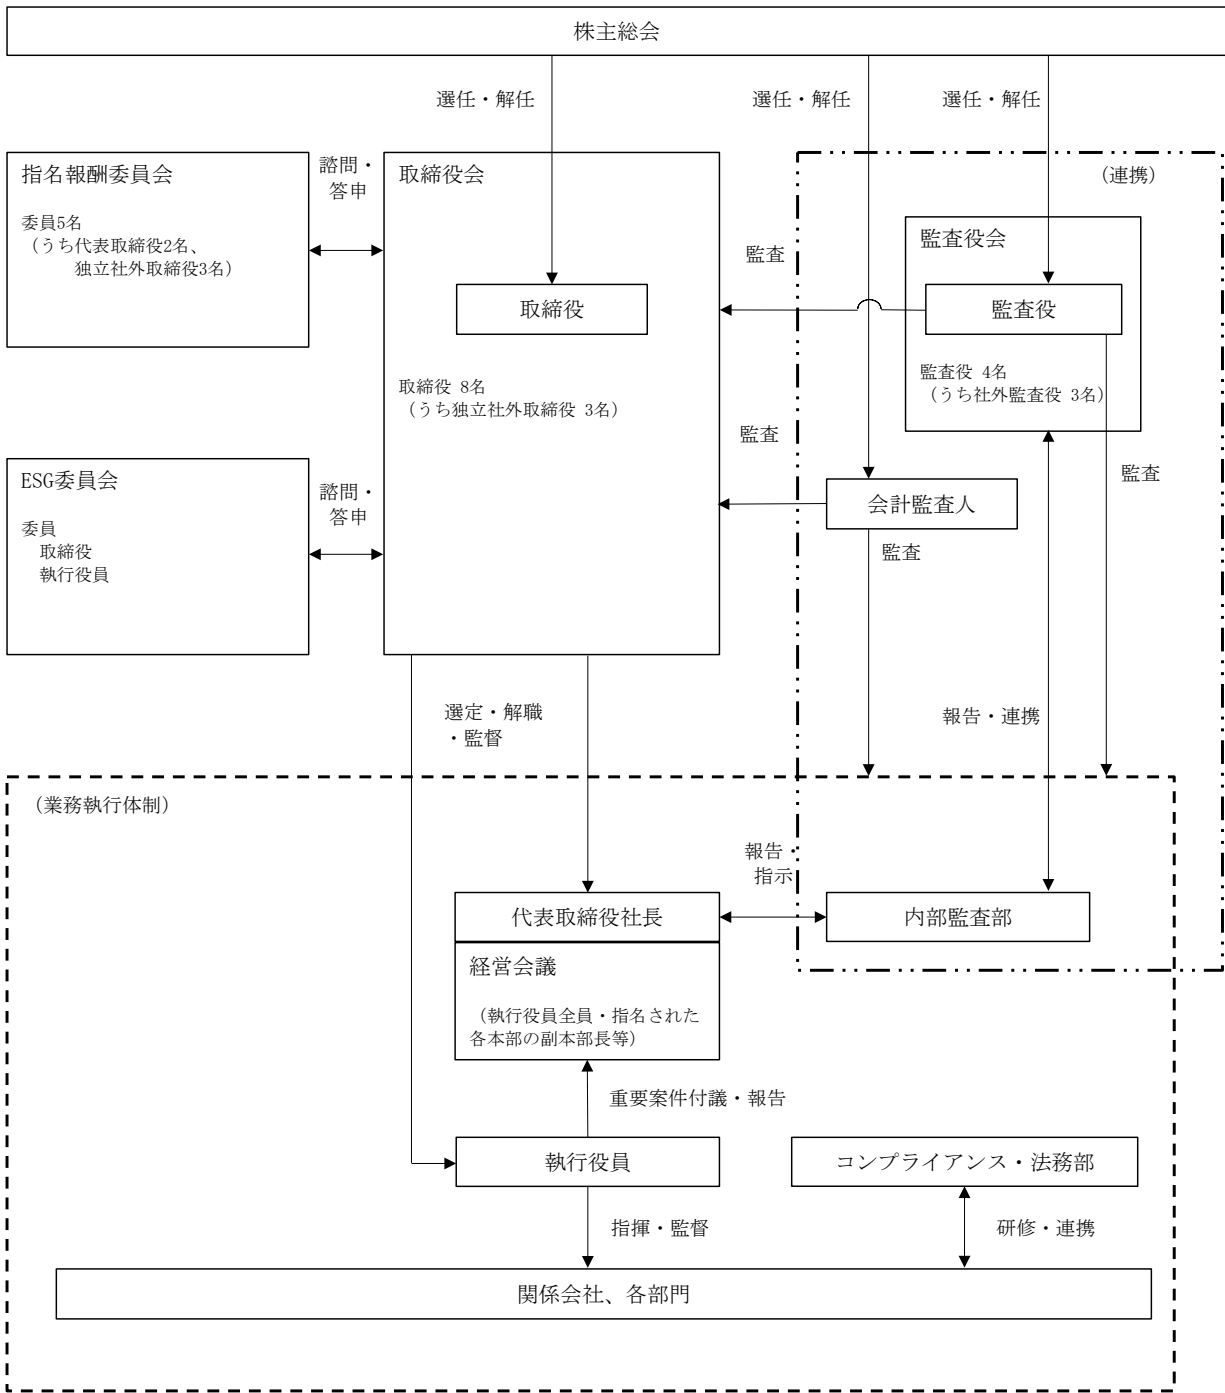 株主総会
選任・解任
選任・解任
選任・解任
指名報酬委員会
委員5名
（うち代表取締役2名、
独立社外取締役3名）
諮問・
答申
取締役会
取締役
取締役 8名
（うち独立社外取締役 3名）
監査
（連携）
監査役会
監査役
監査役 4名
（うち社外監査役 3名）
監査
監査
ESG委員会
委員
取締役
執行役員
諮問・
答申
会計監査人
監査
選定・解職
・監督
報告・連携
（業務執行体制）
報告・
指示
代表取締役社長
内部監査部
経営会議
（執行役員全員・指名された
各本部の副本部長等）
重要案件付議・報告
執行役員
コンプライアンス・法務部
指揮・監督
研修・連携
関係会社、各部門